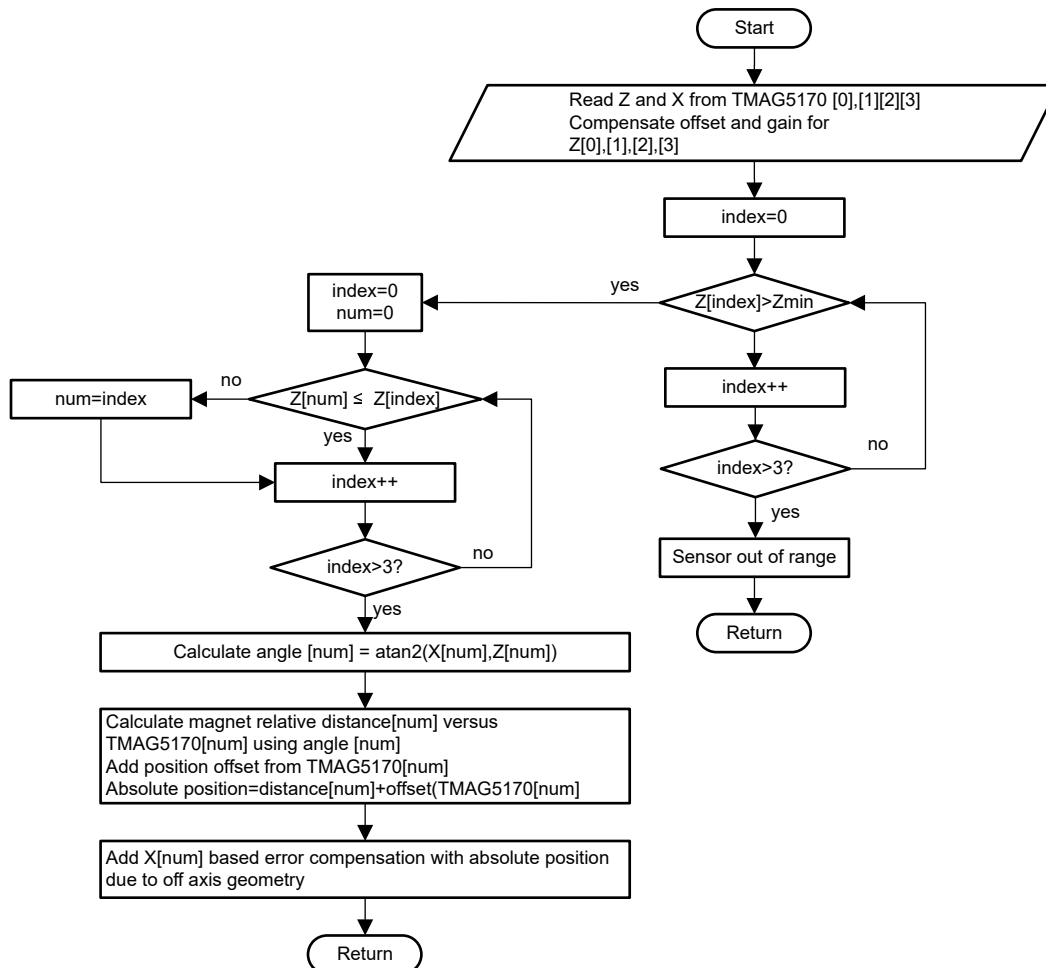 Start
Read Z and X from TMAG5170 [0],[1][2][3]
Compensate offset and gain for
Z[0],[1],[2],[3]
index=0
Z[index]>Zmin
yes
index++
index>3?
no
yes
Sensor out of range
Return
index=0
num=0
Z[num] ≤ Z[index]
no
num=index
yes
index++
index>3?
no
yes
Calculate angle [num] = atan2(X[num],Z[num])
Calculate magnet relative distance[num] versus
TMAG5170[num] using angle [num]
Add position offset from TMAG5170[num]
Absolute position=distance[num]+offset(TMAG5170[num]
Add X[num] based error compensation with absolute position
due to off axis geometry
Return